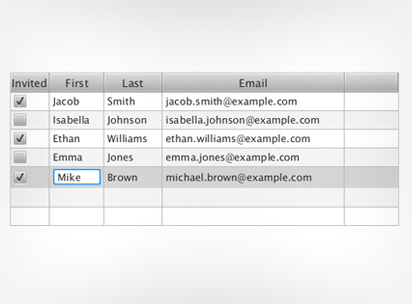 Invited First Last Email
Jacob Smith jacob.smith@example.com
Isabella Johnson isabella.johnson@example.com
Ethan Williams ethan.williams@example.com
Emma Jones emma.jones@example.com
Mike Brown michael.brown@example.com